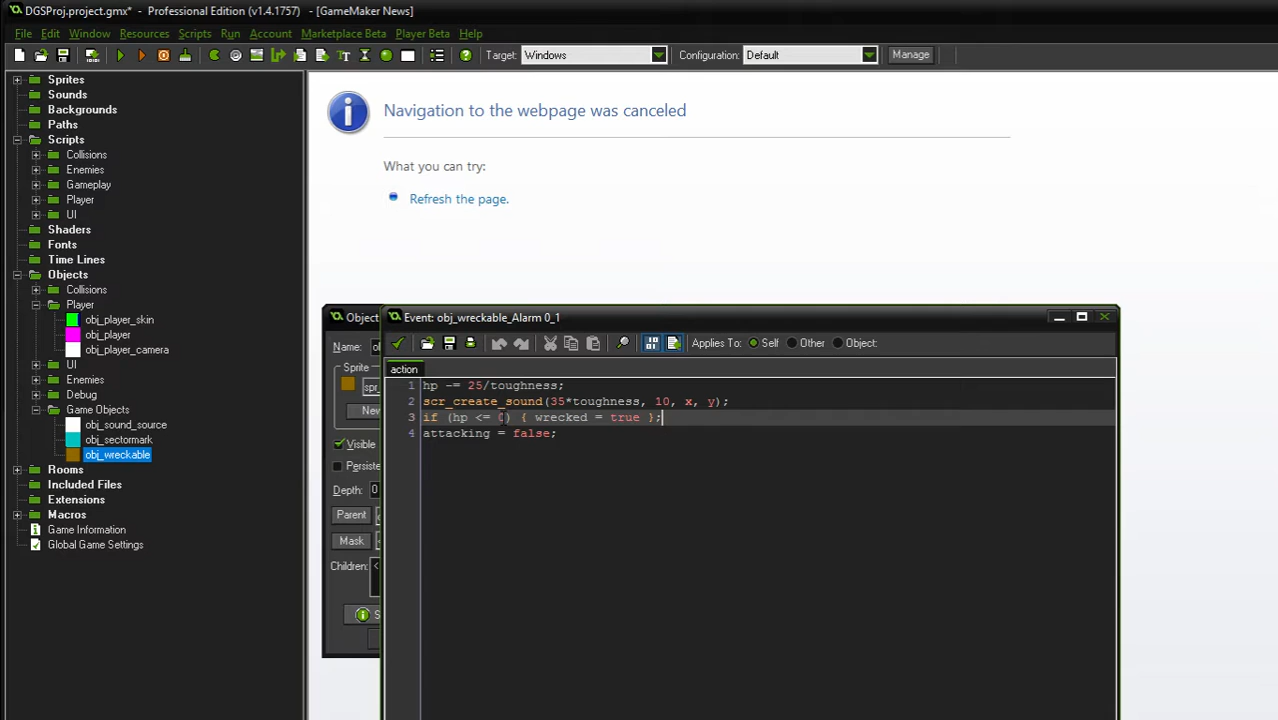 DGSProj.project.gmx* - Professional Edition (v1.4.1757) - [GameMaker News]
File Edit Window Resources Scripts Run Account Marketplace Beta Player Beta Help
Target: Windows Configuration: Default Manage
Sprites
Sounds
Backgrounds
Paths
Scripts
Collisions
Enemies
Gameplay
Player
UI
Shaders
Fonts
Time Lines
Objects
Collisions
Player
obj_player_skin
obj_player
obj_player_camera
UI
Enemies
Debug
Game Objects
obj_sound_source
obj_sectormark
obj_wreckable
Rooms
Included Files
Extensions
Macros
Game Information
Global Game Settings
Navigation to the webpage was canceled
What you can try:
Refresh the page.
Object
Name:
Sprite
spr_
New
Visible
Persiste
Depth: 0
Parent
Mask
Children:
Event: obj_wreckable_Alarm 0_1
Applies To: Self Other Object:
action
1 hp -= 25/toughness;
2 scr_create_sound(35*toughness, 10, x, y);
3 if (hp <= 0) { wrecked = true };
4 attacking = false;